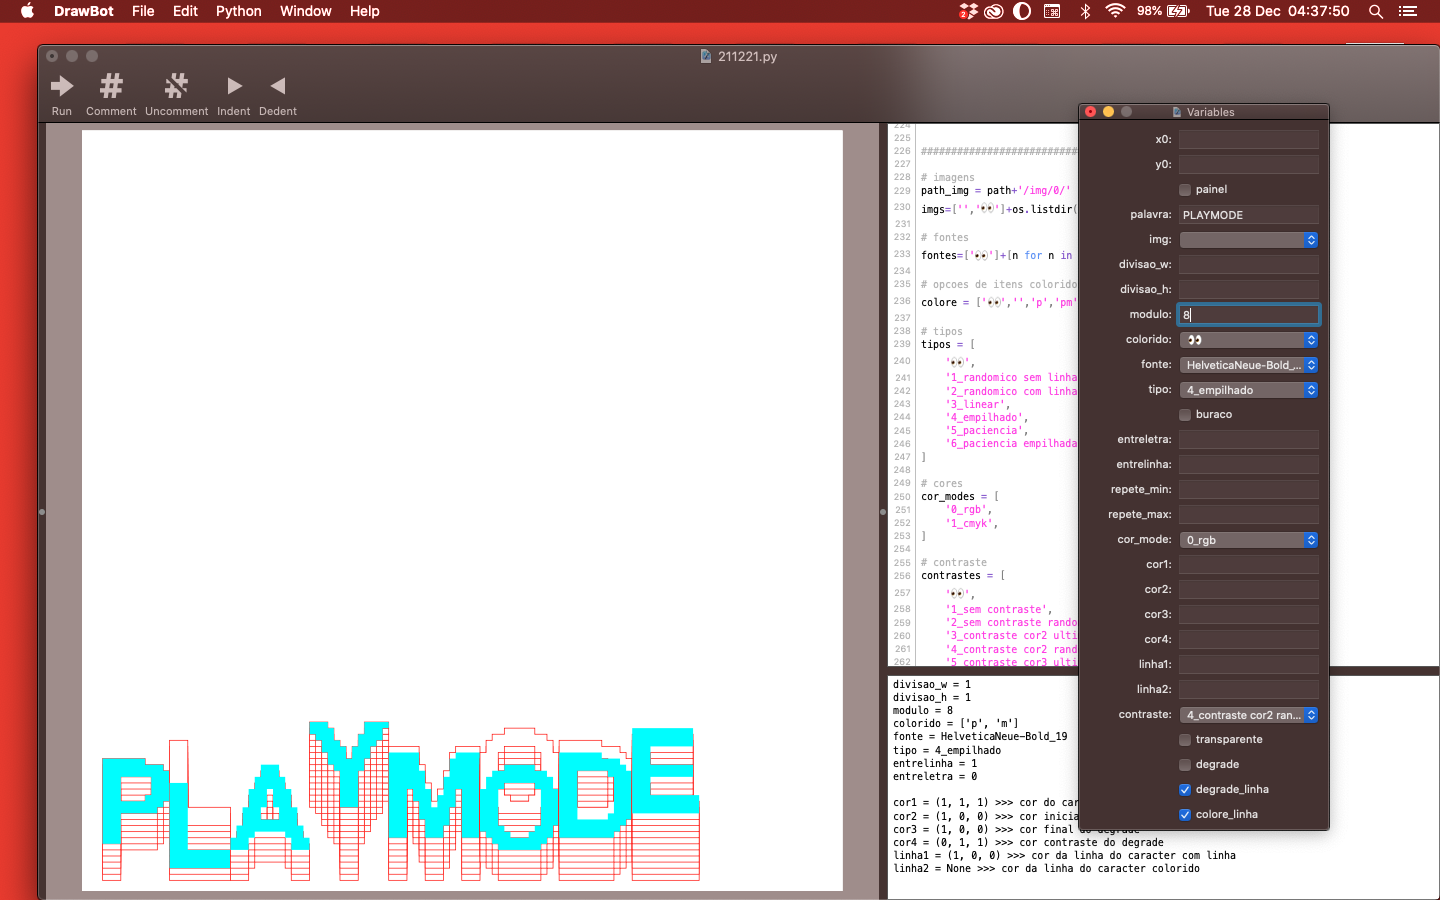 DrawBot File Edit Python Window Help 2 98% Tue 28 Dec 04:37:50
211221.py
Run Comment Uncomment Indent Dedent
Variables
x0:
y0:
painel
palavra: PLAYMODE
img:
divisao_w:
divisao_h:
modulo: 8
colorido: 👀
fonte: HelveticaNeue-Bold_...
tipo: 4_empilhado
buraco
entreletra:
entrelinha:
repete_min:
repete_max:
cor_mode: 0_rgb
cor1:
cor2:
cor3:
cor4:
linha1:
linha2:
contraste: 4_contraste cor2 ran...
transparente
degrade
degrade_linha
colore_linha
224
225
226 ##########################
227
228 # imagens
229 path_img = path+'/img/0/'
230 imgs=['','👀']+os.listdir(
231
232 # fontes
233 fontes=['👀']+[n for n in
234
235 # opcoes de itens colorido
236 colore = ['👀','','p','pm'
237
238 # tipos
239 tipos = [
240 '👀',
241 '1_randomico sem linha
242 '2_randomico com linha
243 '3_linear',
244 '4_empilhado',
245 '5_paciencia',
246 '6_paciencia empilhada
247 ]
248
249 # cores
250 cor_modes = [
251 '0_rgb',
252 '1_cmyk',
253 ]
254
255 # contraste
256 contrastes = [
257 '👀',
258 '1_sem contraste',
259 '2_sem contraste rando
260 '3_contraste cor2 ulti
261 '4_contraste cor2 rand
262 '5_contraste cor3 ulti
divisao_w = 1
divisao_h = 1
modulo = 8
colorido = ['p', 'm']
fonte = HelveticaNeue-Bold_19
tipo = 4_empilhado
entrelinha = 1
entreletra = 0
cor1 = (1, 1, 1) >>> cor do car
cor2 = (1, 0, 0) >>> cor inicia
cor3 = (1, 0, 0) >>> cor final do degrade
cor4 = (0, 1, 1) >>> cor contraste do degrade
linha1 = (1, 0, 0) >>> cor da linha do caracter com linha
linha2 = None >>> cor da linha do caracter colorido
PLAYMODE